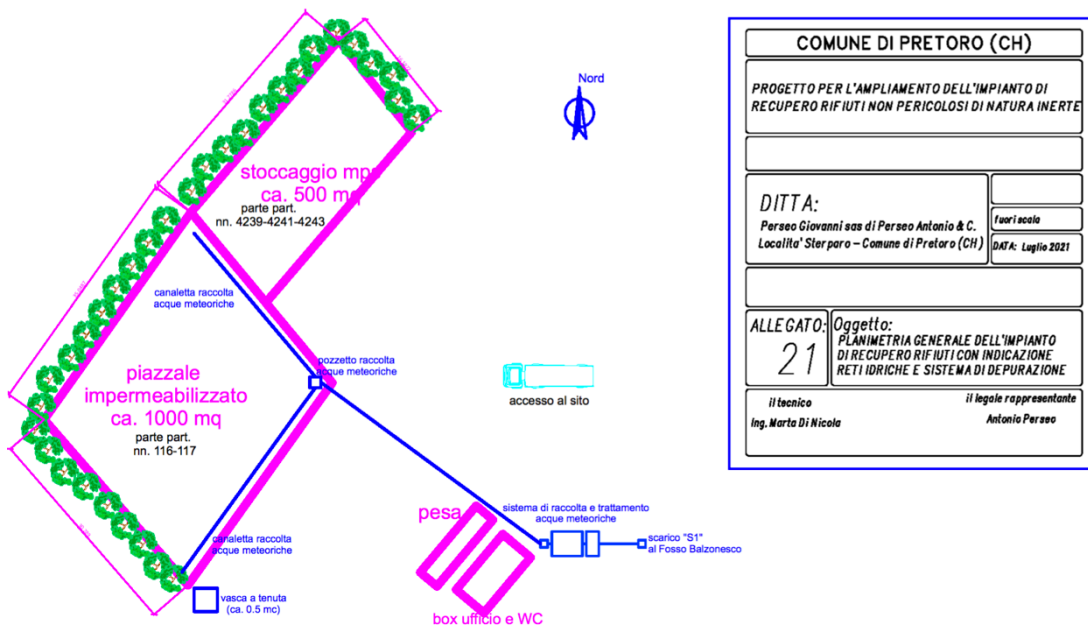 Nord
stoccaggio mps
ca. 500 mq
parte part.
nn. 4239-4241-4243
canaletta raccolta
acque meteoriche
pozzetto raccolta
acque meteoriche
piazzale
impermeabilizzato
ca. 1000 mq
parte part.
nn. 116-117
accesso al sito
canaletta raccolta
acque meteoriche
pesa
sistema di raccolta e trattamento
acque meteoriche
scarico "S1"
al Fosso Balzonesco
vasca a tenuta
(ca. 0.5 mc)
box ufficio e WC
COMUNE DI PRETORO (CH)
PROGETTO PER L'AMPLIAMENTO DELL'IMPIANTO DI
RECUPERO RIFIUTI NON PERICOLOSI DI NATURA INERTE
DITTA:
Perseo Giovanni sas di Perseo Antonio & C.
Localita' Sterparo – Comune di Pretoro (CH)
fuori scala
DATA: Luglio 2021
ALLEGATO:
21
Oggetto:
PLANIMETRIA GENERALE DELL'IMPIANTO
DI RECUPERO RIFIUTI CON INDICAZIONE
RETI IDRICHE E SISTEMA DI DEPURAZIONE
il tecnico
Ing. Marta Di Nicola
il legale rappresentante
Antonio Perseo